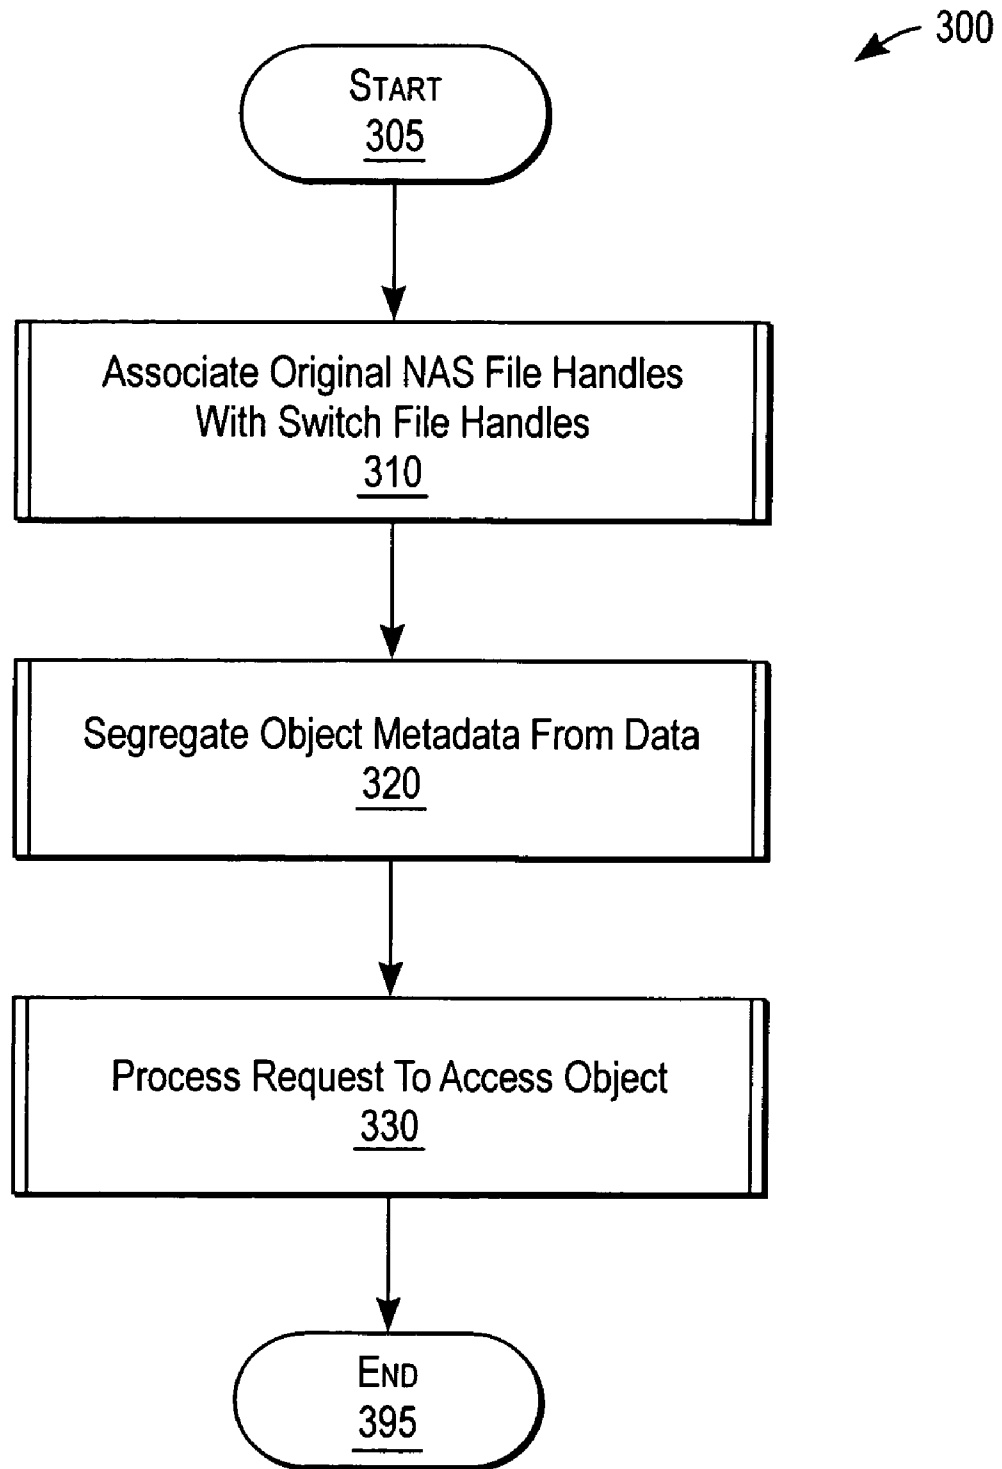 300
START
305
Associate Original NAS File Handles
With Switch File Handles
310
Segregate Object Metadata From Data
320
Process Request To Access Object
330
END
395